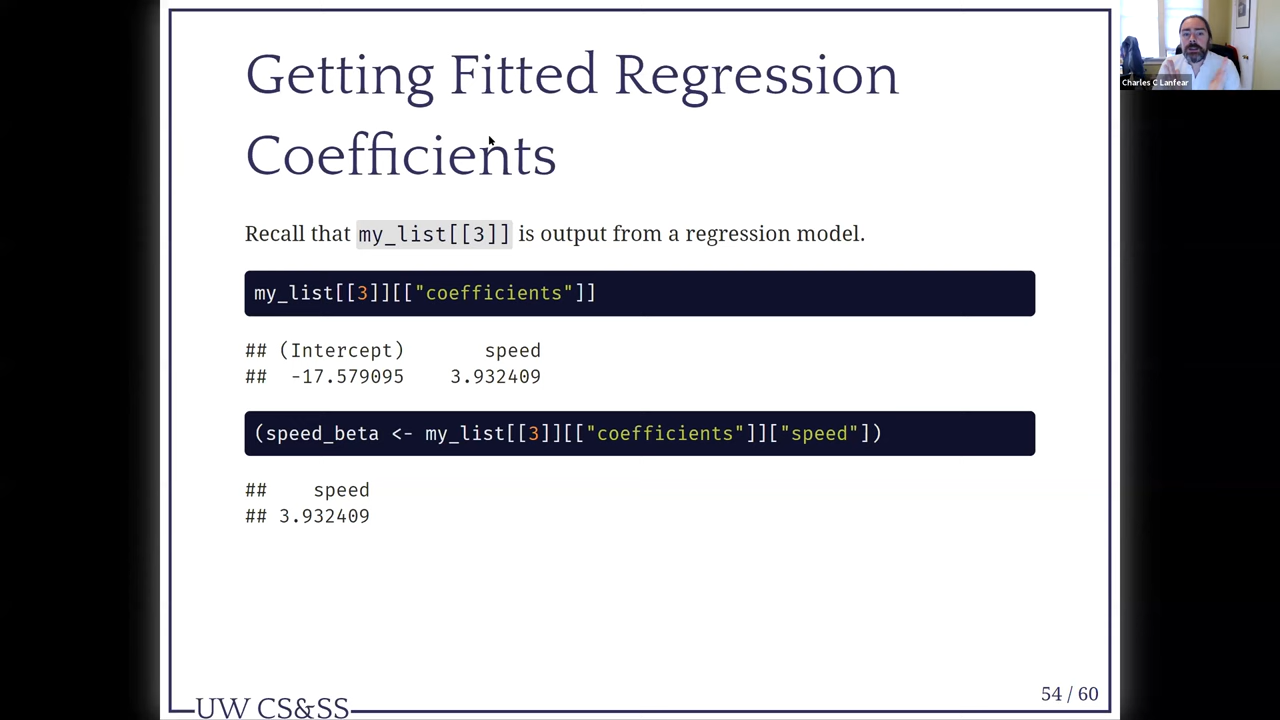 Getting Fitted Regression
Coefficients
Recall that my_list[[3]] is output from a regression model.
my_list[[3]][["coefficients"]]
## (Intercept)       speed
##  -17.579095    3.932409
(speed_beta <- my_list[[3]][["coefficients"]]["speed"])
##    speed
## 3.932409
UW CS&SS
54 / 60
Charles C Lanfear